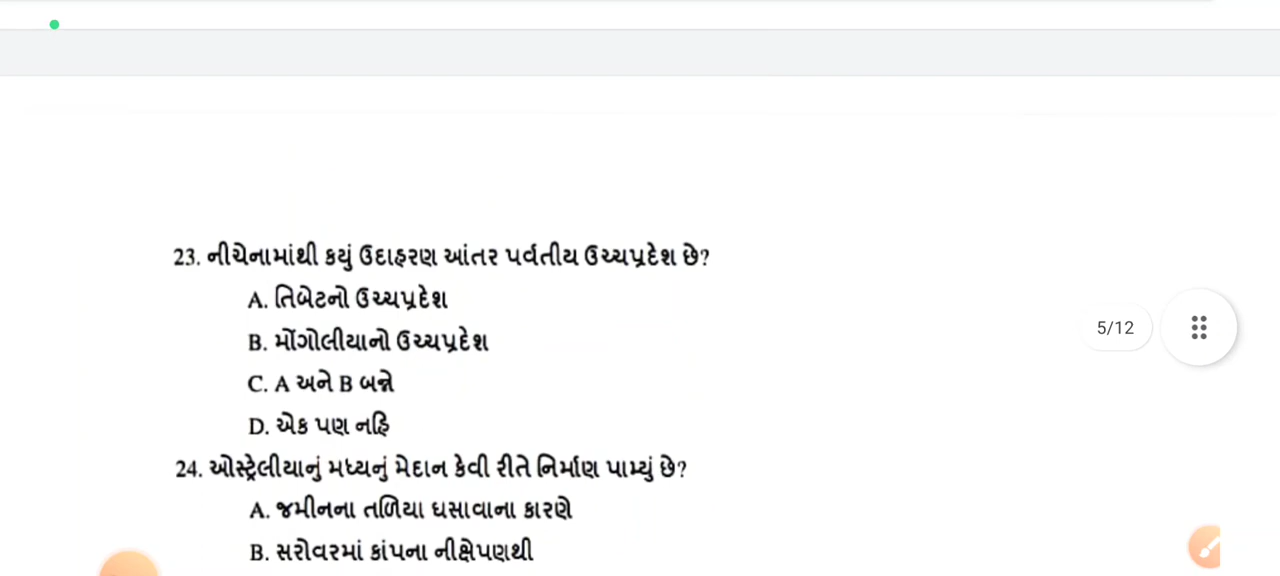 23. નીચેનામાંથી કયું ઉદાહરણ આંતર પર્વતીય ઉચ્ચપ્રદેશ છે?
A. તિબેટનો ઉચ્ચપ્રદેશ
B. મોંગોલીયાનો ઉચ્ચપ્રદેશ
C. A અને B બન્ને
5/12
D. એક પણ નહિ
24. ઓસ્ટ્રેલીયાનું મધ્યનું મેદાન કેવી રીતે નિર્માણ પામ્યું છે?
A. જમીનના તળિયા ઘસાવાના કારણે
B. સરોવરમાં કાંપના નીક્ષેપણથી